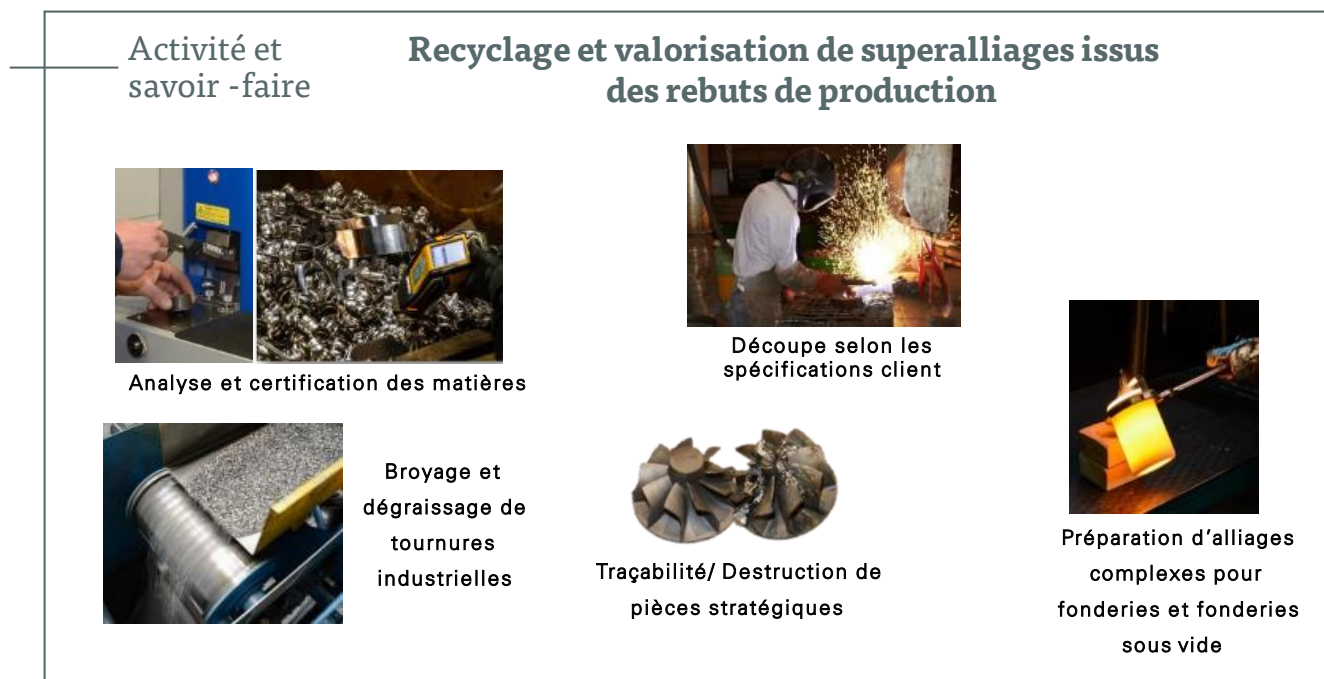 Activité et
savoir -faire
Recyclage et valorisation de superalliages issus
des rebuts de production
Analyse et certification des matières
Découpe selon les
spécifications client
Broyage et
dégraissage de
tournures
industrielles
Traçabilité/ Destruction de
pièces stratégiques
Préparation d’alliages
complexes pour
fonderies et fonderies
sous vide